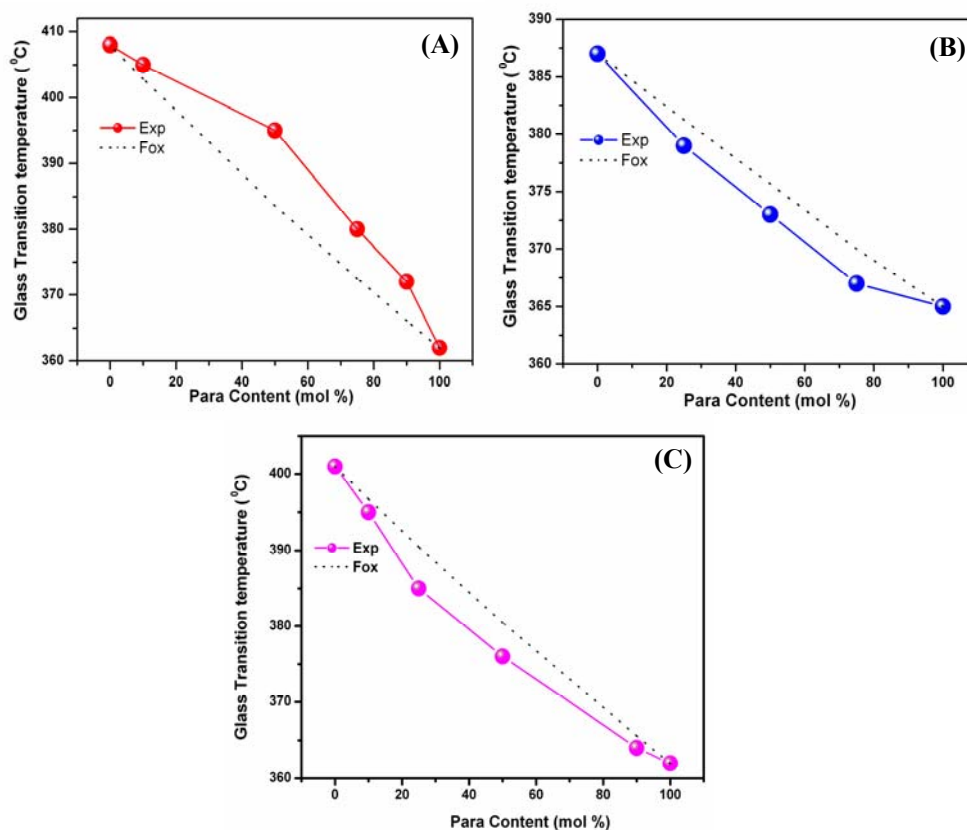 (A)
Glass Transition temperature (⁰C)
400
390
380
370
360
Exp
Fox
0 20 40 60 80 100
Para Content (mol %)
(B)
Glass Transition temperature (⁰C)
390
385
380
375
370
365
360
Exp
Fox
0 20 40 60 80 100
Para Content (mol %)
(C)
Glass Transition temperature (⁰C)
400
390
380
370
360
Exp
Fox
0 20 40 60 80 100
Para Content (mol %)